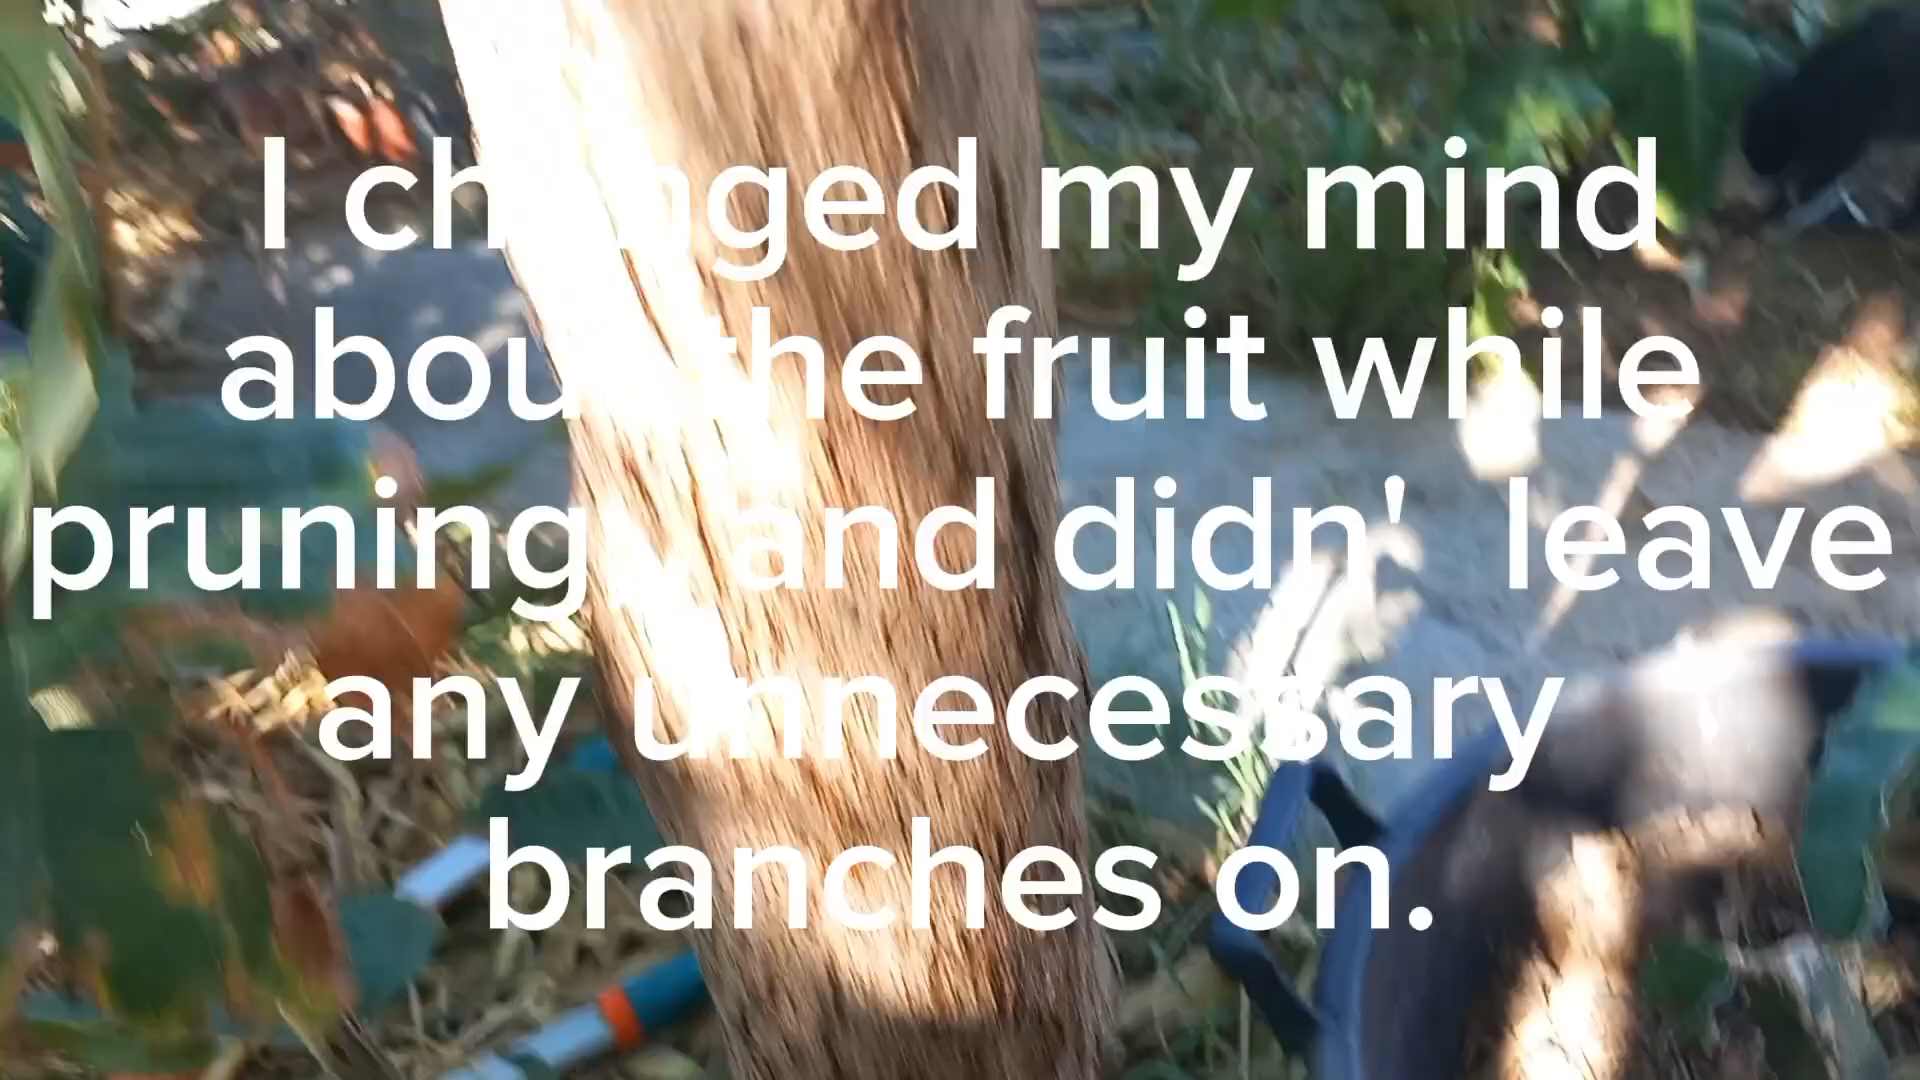 I changed my mind
about the fruit while
pruning, and didn't leave
any unnecessary
branches on.